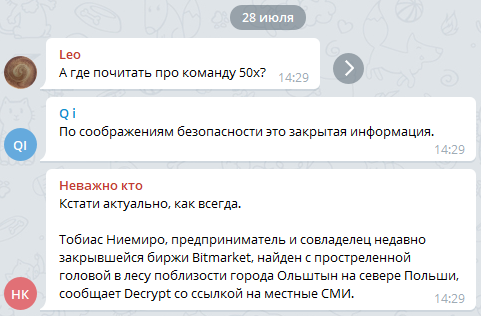 28 июля
Leo
А где почитать про команду 50х?
14:29
Q i
По соображениям безопасности это закрытая информация.
14:29
QI
Неважно кто
Кстати актуально, как всегда.
Тобиас Ниемиро, предприниматель и совладелец недавно
закрывшейся биржи Bitmarket, найден с простреленной
головой в лесу поблизости города Ольштын на севере Польши,
сообщает Decrypt со ссылкой на местные СМИ.
14:29
НК